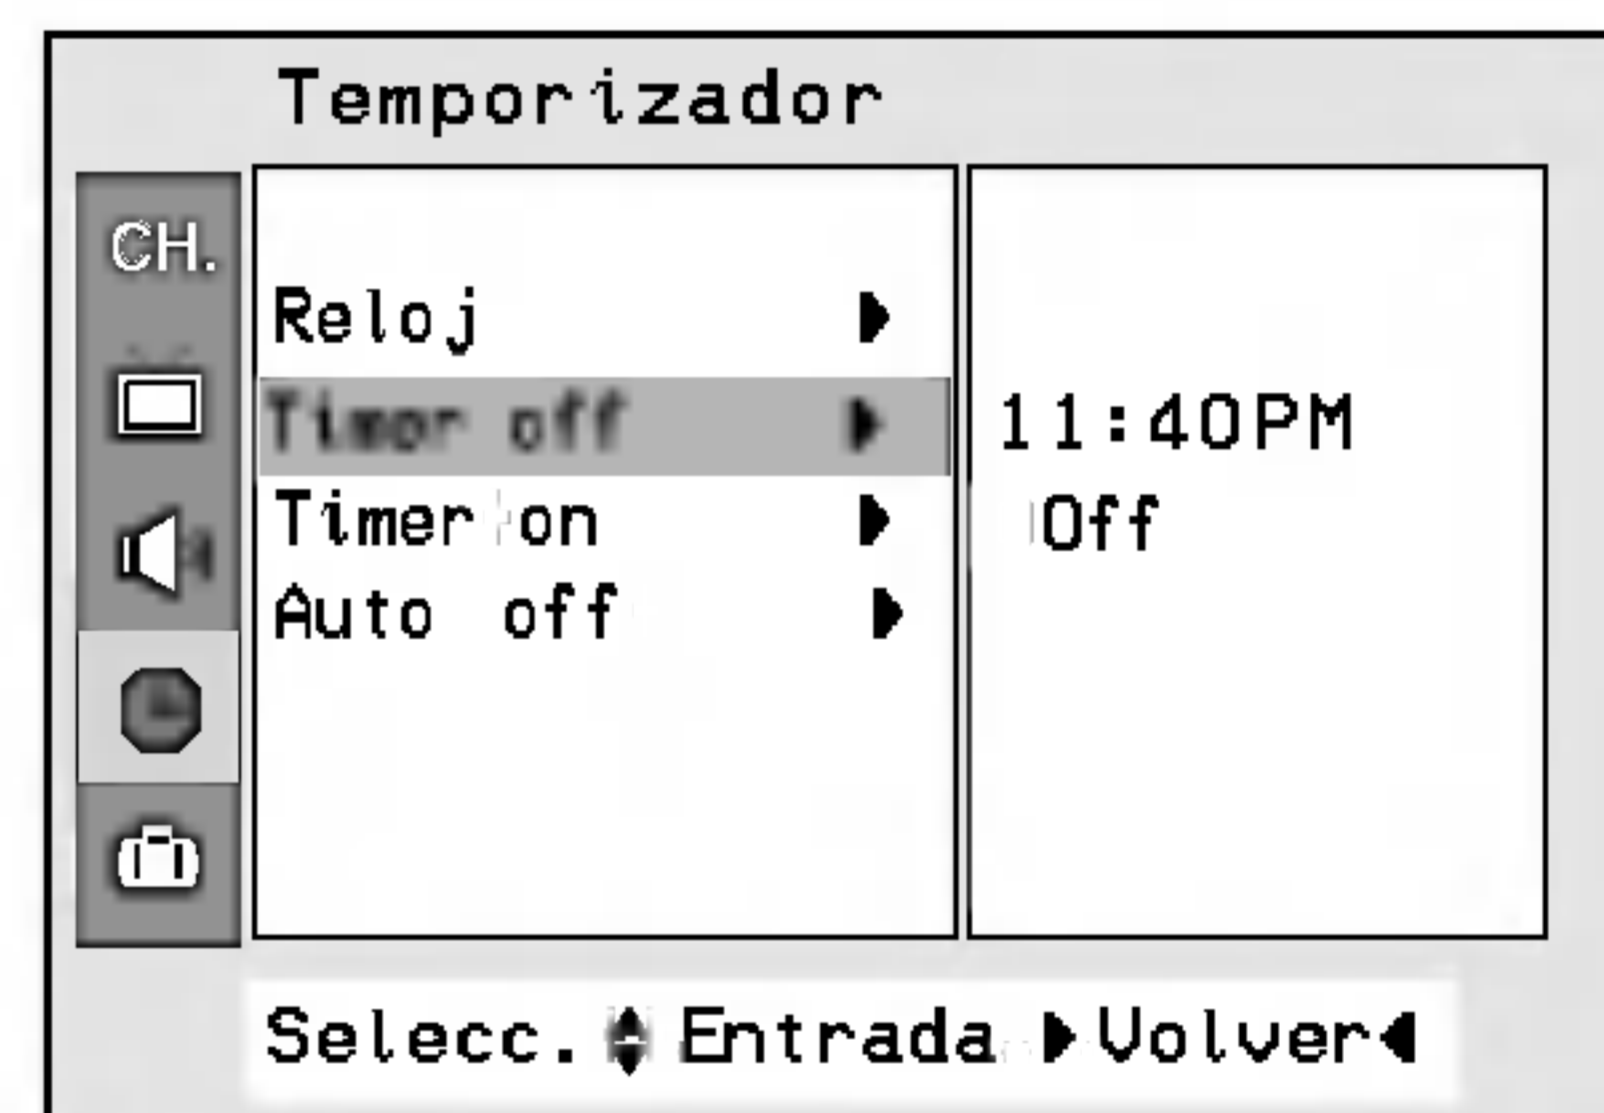 Temporizador
CH.
Reloj
Timer off 11:40PM
Timer on Off
Auto off
Selecc. Entrada Volver